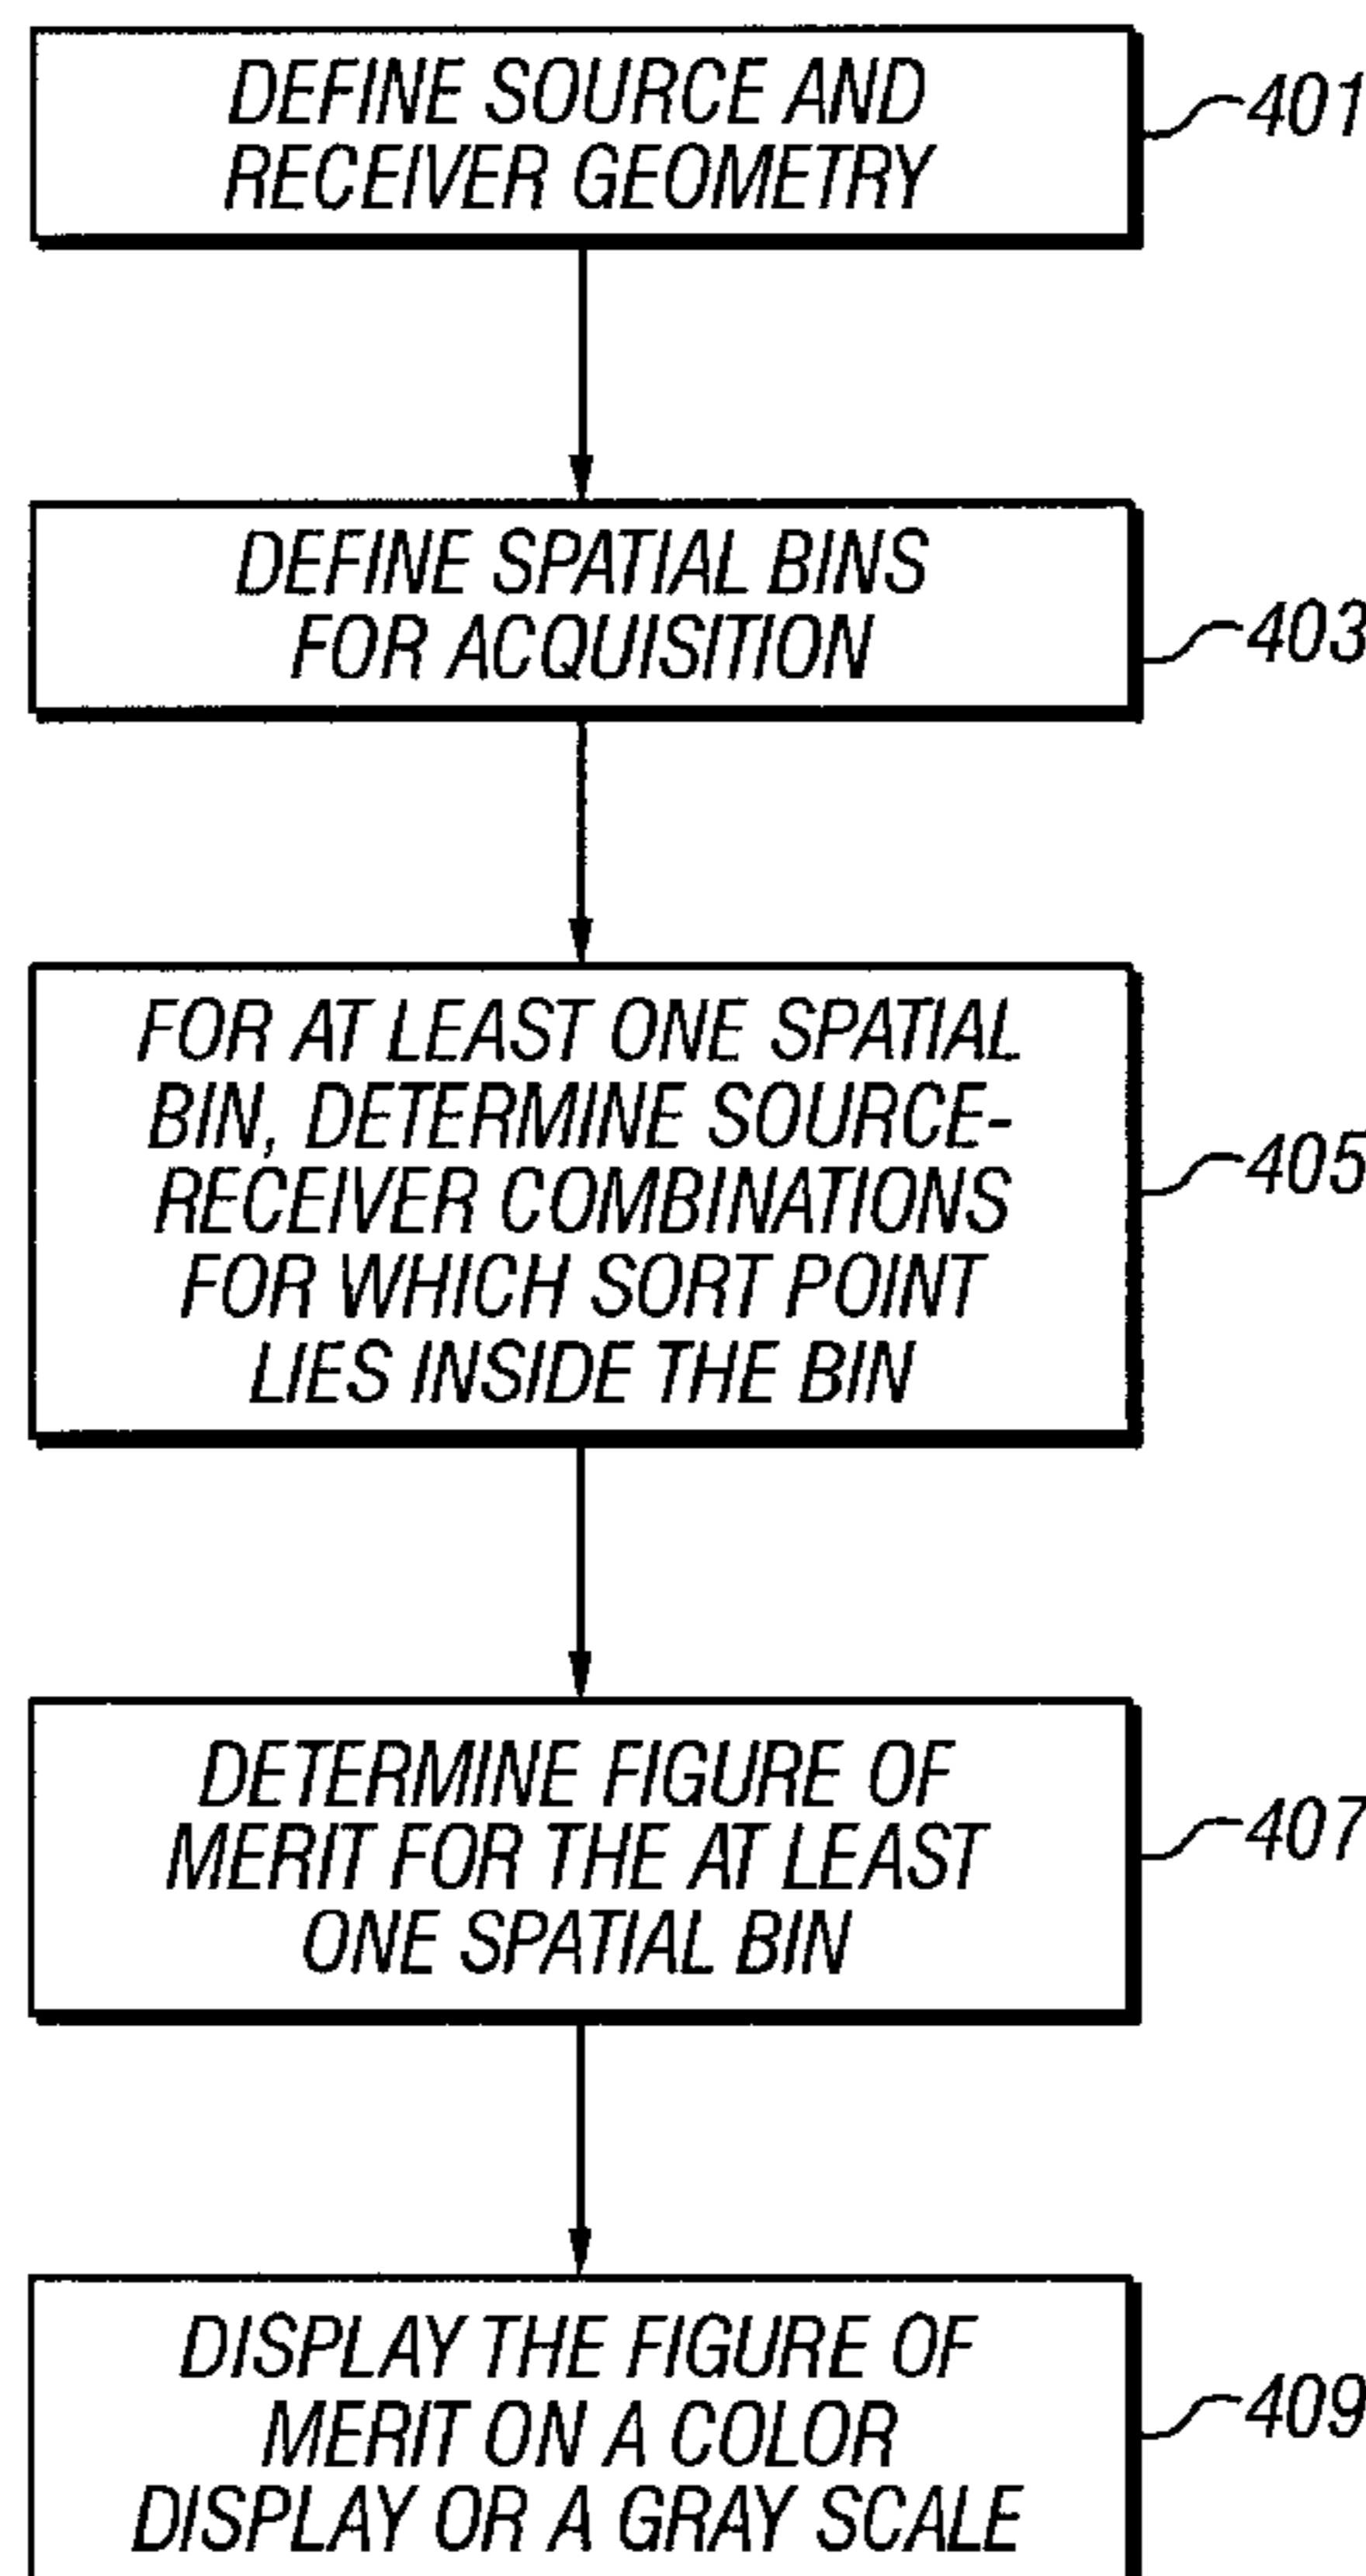 DEFINE SOURCE AND
RECEIVER GEOMETRY
401
DEFINE SPATIAL BINS
FOR ACQUISITION
403
FOR AT LEAST ONE SPATIAL
BIN, DETERMINE SOURCE-
RECEIVER COMBINATIONS
FOR WHICH SORT POINT
LIES INSIDE THE BIN
405
DETERMINE FIGURE OF
MERIT FOR THE AT LEAST
ONE SPATIAL BIN
407
DISPLAY THE FIGURE OF
MERIT ON A COLOR
DISPLAY OR A GRAY SCALE
409